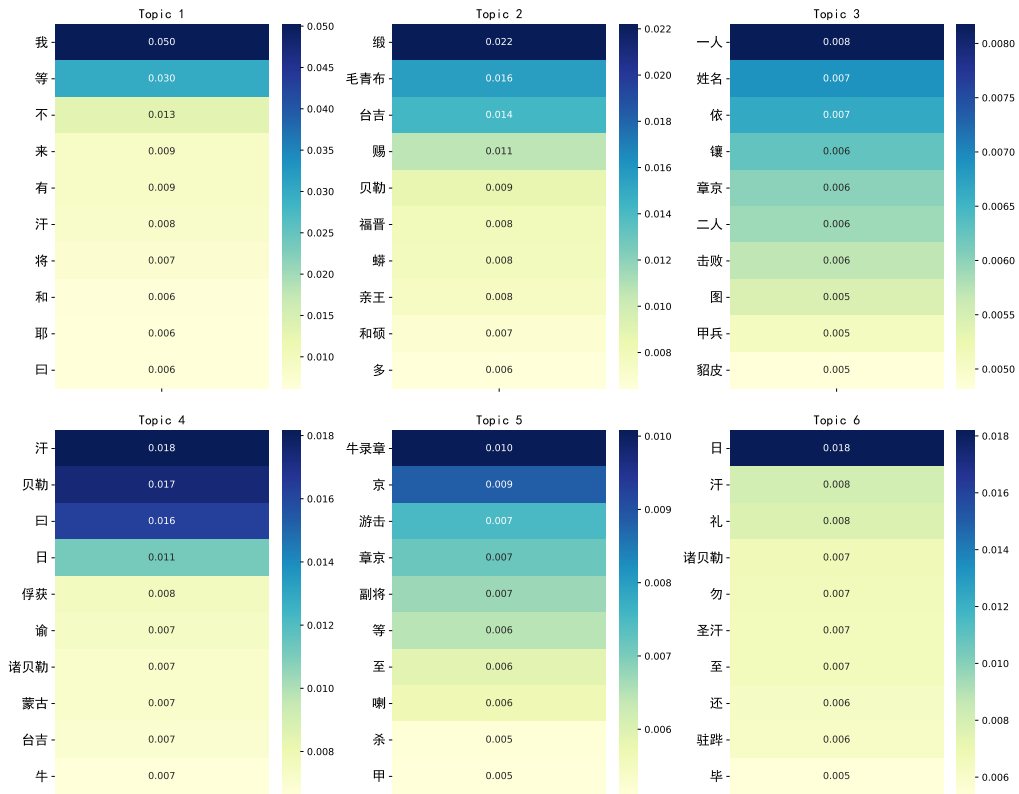 Topic 1
我 0.050
等 0.030
不 0.013
来 0.009
有 0.009
汗 0.008
将 0.007
和 0.006
耶 0.006
曰 0.006
0.050
0.045
0.040
0.035
0.030
0.025
0.020
0.015
0.010
Topic 2
缎 0.022
毛青布 0.016
台吉 0.014
赐 0.011
贝勒 0.009
福晋 0.008
蟒 0.008
亲王 0.008
和硕 0.007
多 0.006
0.022
0.020
0.018
0.016
0.014
0.012
0.010
0.008
Topic 3
一人 0.008
姓名 0.007
依 0.007
镶 0.006
章京 0.006
二人 0.006
击败 0.006
图 0.005
甲兵 0.005
貂皮 0.005
0.0080
0.0075
0.0070
0.0065
0.0060
0.0055
0.0050
Topic 4
汗 0.018
贝勒 0.017
曰 0.016
日 0.011
俘获 0.008
谕 0.007
诸贝勒 0.007
蒙古 0.007
台吉 0.007
牛 0.007
0.018
0.016
0.014
0.012
0.010
0.008
Topic 5
牛录章 0.010
京 0.009
游击 0.007
章京 0.007
副将 0.007
等 0.006
至 0.006
喇 0.006
杀 0.005
甲 0.005
0.010
0.009
0.008
0.007
0.006
Topic 6
日 0.018
汗 0.008
礼 0.008
诸贝勒 0.007
勿 0.007
圣汗 0.007
至 0.007
还 0.006
驻跸 0.006
毕 0.005
0.018
0.016
0.014
0.012
0.010
0.008
0.006